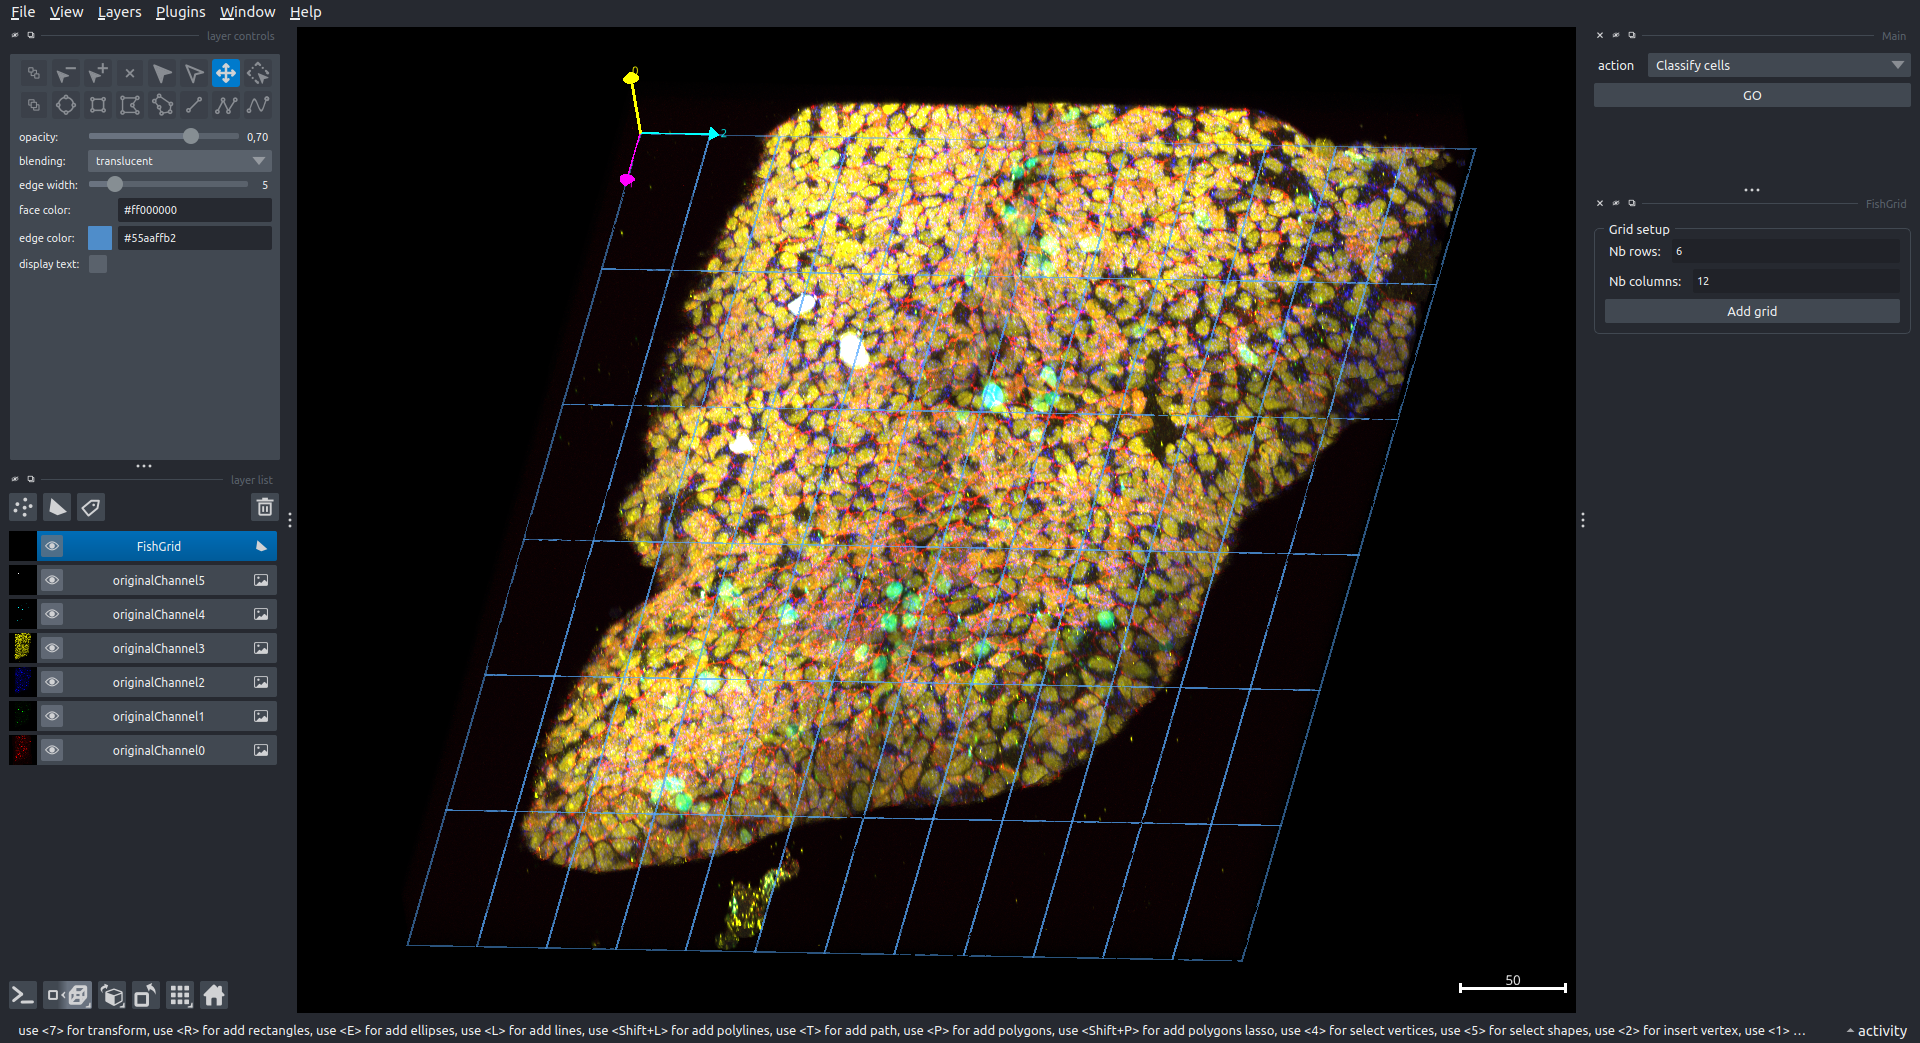 File View Layers Plugins Window Help
layer controls
opacity: 0,70
blending: translucent
edge width: 5
face color: #ff000000
edge color: #55aaffb2
display text:
layer list
FishGrid
originalChannel5
originalChannel4
originalChannel3
originalChannel2
originalChannel1
originalChannel0
0
2
50
Main
action Classify cells
GO
FishGrid
Grid setup
Nb rows: 6
Nb columns: 12
Add grid
use <7> for transform, use <R> for add rectangles, use <E> for add ellipses, use <L> for add lines, use <Shift+L> for add polylines, use <T> for add path, use <P> for add polygons, use <Shift+P> for add polygons lasso, use <4> for select vertices, use <5> for select shapes, use <2> for insert vertex, use <1> ...
activity